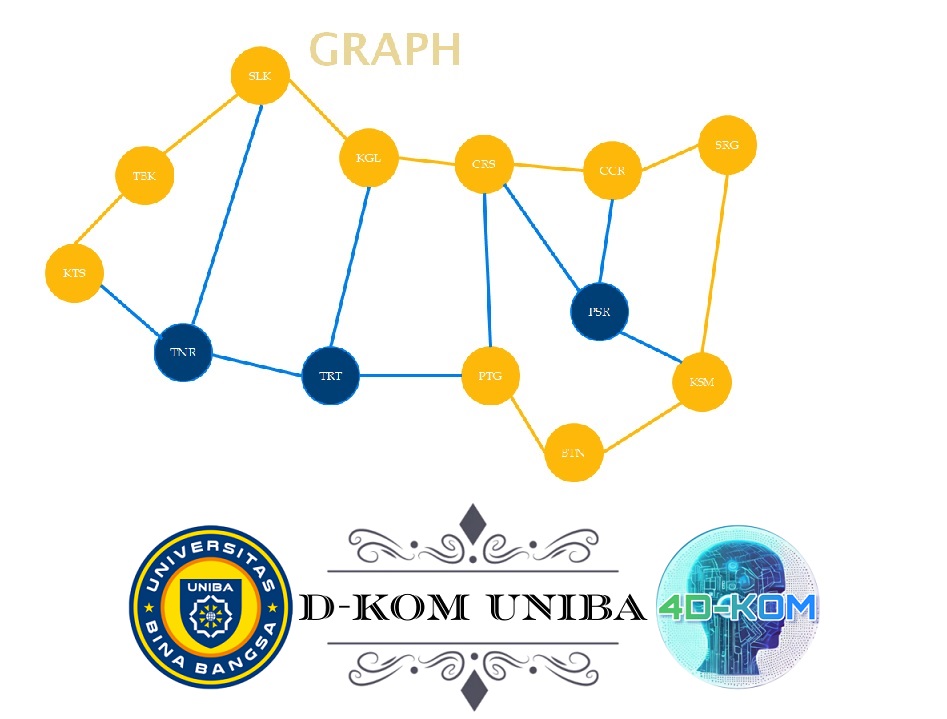 GRAPH
SLK
KGL
CRS
CCR
SRG
TBK
KTS
TNR
TRT
PTG
PSR
KSM
BTN
UNIVERSITAS
UNIBA
BINA BANGSA
D-KOM UNIBA
4D-KOM